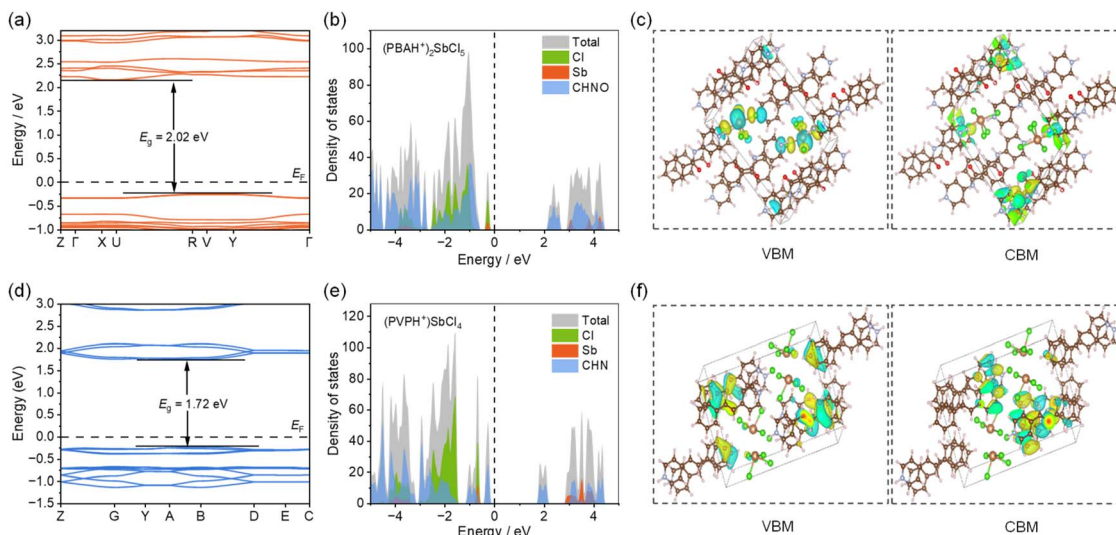 (a)
Energy / eV
3.0
2.5
2.0
1.5
1.0
0.5
0.0
−0.5
−1.0
E_g = 2.02 eV
E_F
Z Γ X U R V Y Γ
(b)
Density of states
120
100
80
60
40
20
0
(PBAH⁺)₂SbCl₅
Total
Cl
Sb
CHNO
−4 −2 0 2 4
Energy / eV
(c)
VBM
CBM
(d)
Energy (eV)
3.0
2.5
2.0
1.5
1.0
0.5
0.0
−0.5
−1.0
−1.5
E_g = 1.72 eV
E_F
Z G Y A B D E C
(e)
Density of states
120
100
80
60
40
20
0
(PVPH⁺)SbCl₄
Total
Cl
Sb
CHN
−4 −2 0 2 4
Energy / eV
(f)
VBM
CBM